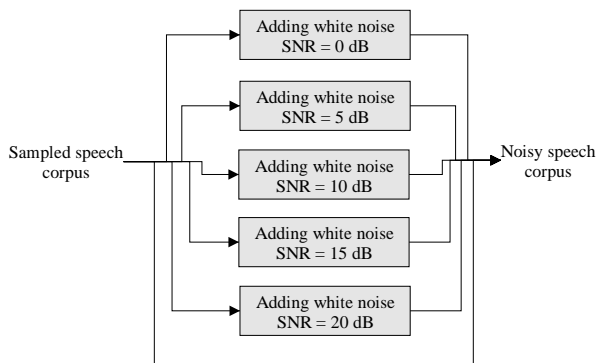 Adding white noise
SNR = 0 dB
Adding white noise
SNR = 5 dB
Sampled speech
corpus
Adding white noise
SNR = 10 dB
Noisy speech
corpus
Adding white noise
SNR = 15 dB
Adding white noise
SNR = 20 dB